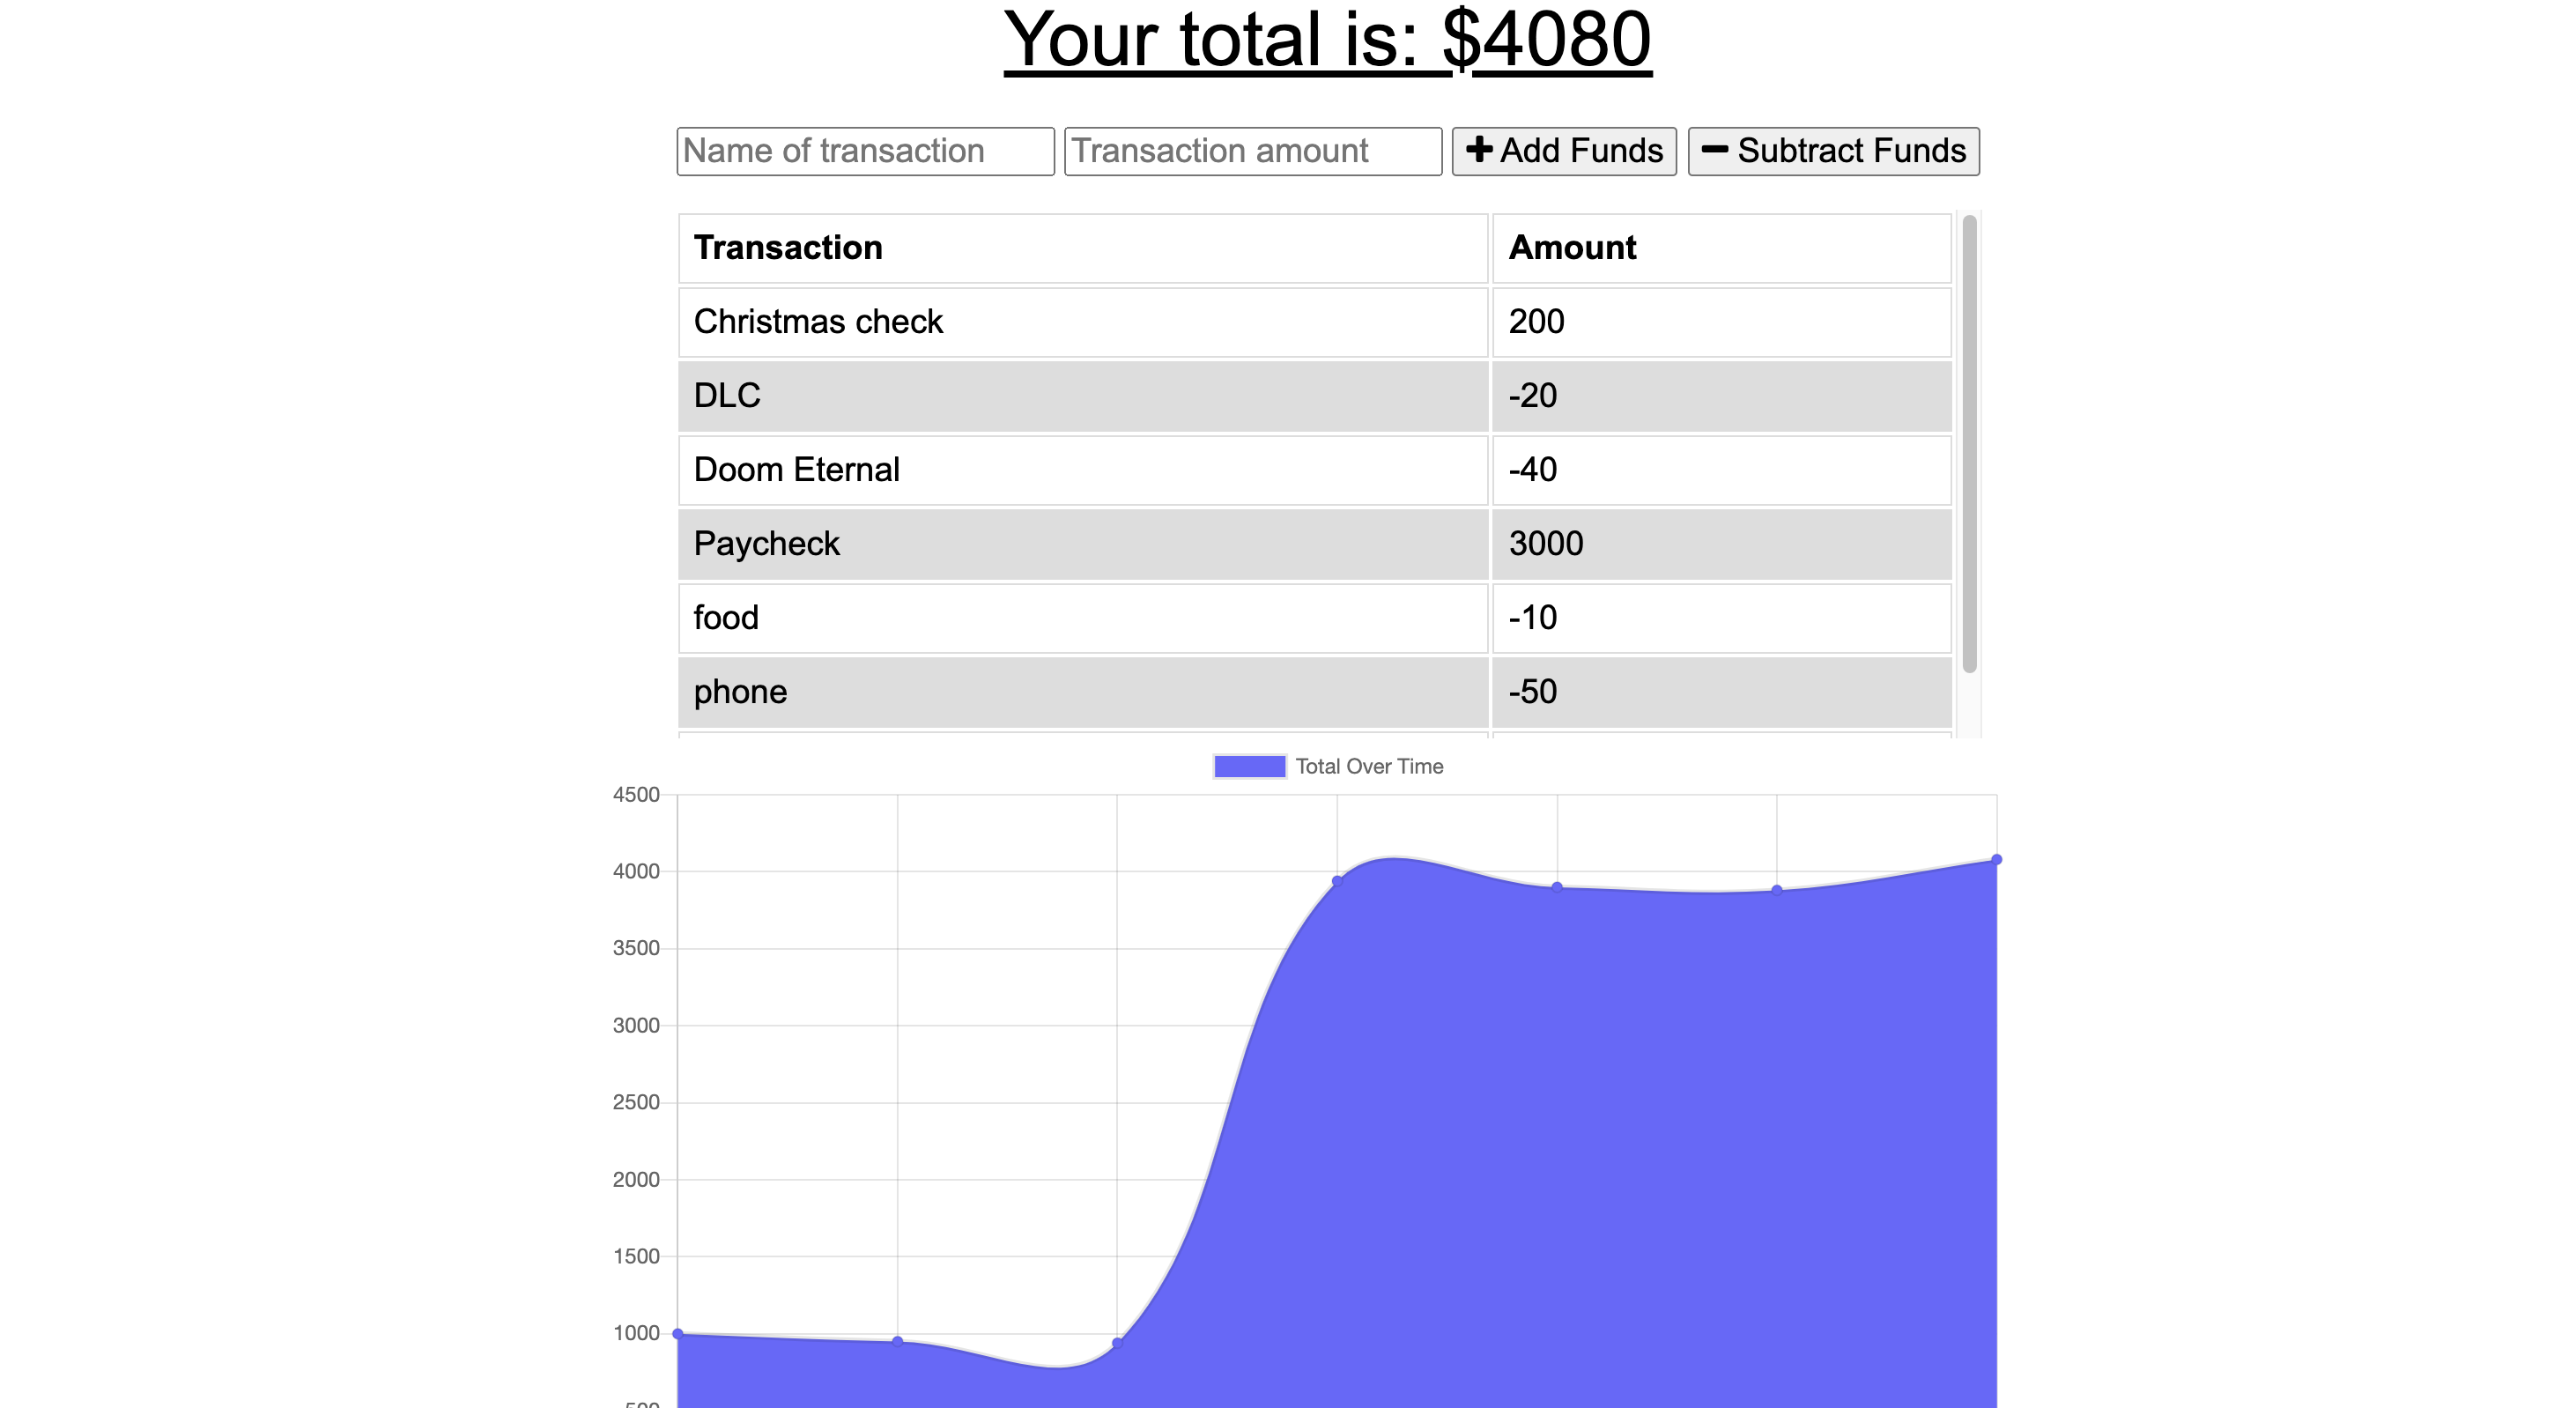 Your total is: $4080
Name of transaction Transaction amount Add Funds Subtract Funds
Transaction Amount
Christmas check 200
DLC -20
Doom Eternal -40
Paycheck 3000
food -10
phone -50
Total Over Time
4500
4000
3500
3000
2500
2000
1500
1000